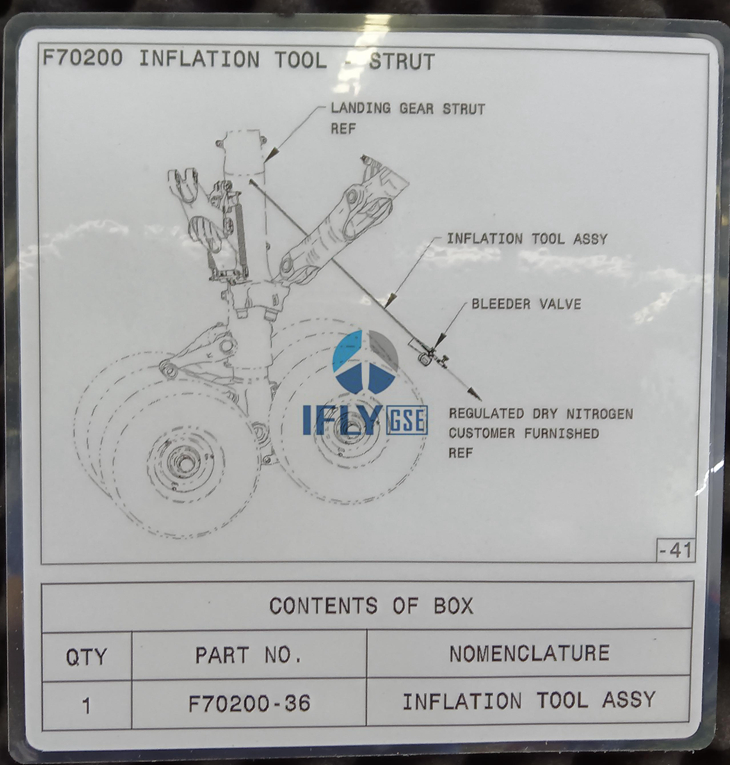 F70200 INFLATION TOOL - STRUT
LANDING GEAR STRUT
REF
INFLATION TOOL ASSY
BLEEDER VALVE
IFLY GSE
REGULATED DRY NITROGEN
CUSTOMER FURNISHED
REF
-41
CONTENTS OF BOX
QTY PART NO. NOMENCLATURE
1 F70200-36 INFLATION TOOL ASSY